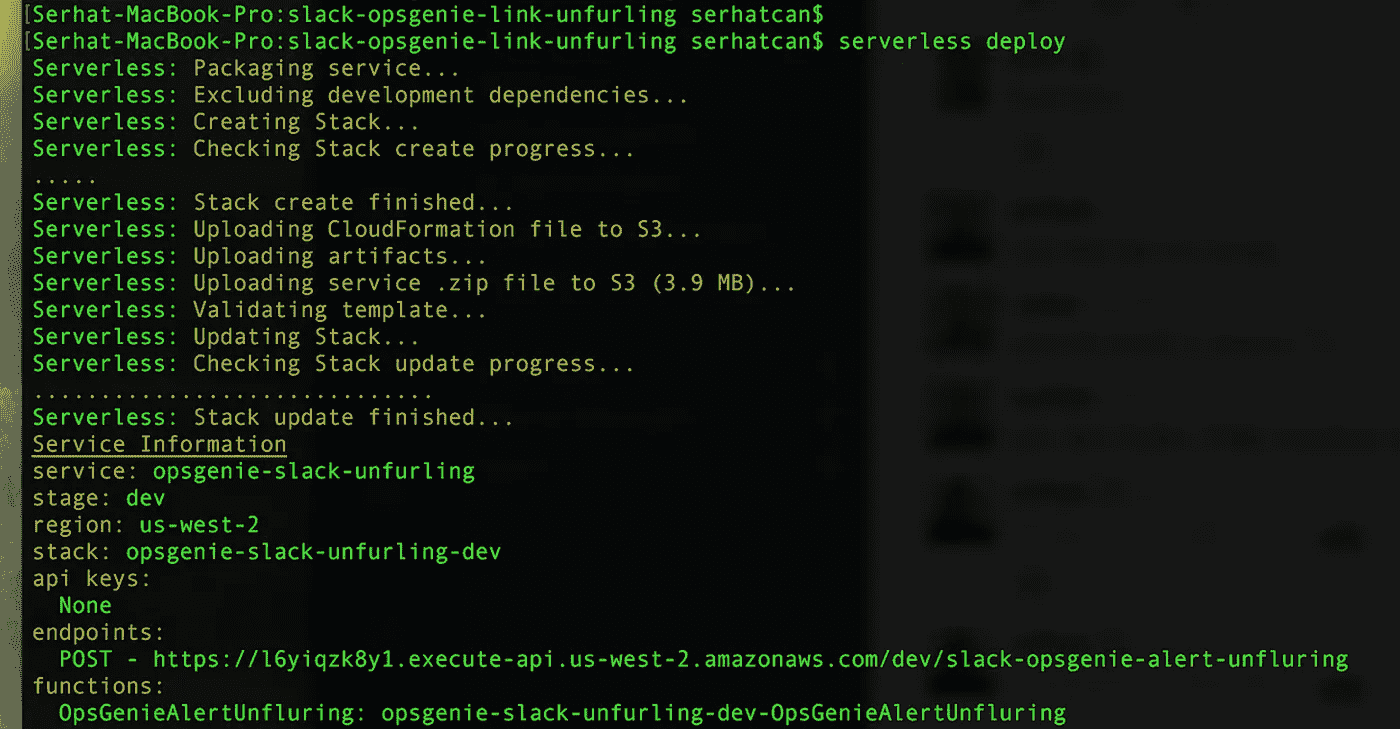 [Serhat-MacBook-Pro:slack-opsgenie-link-unfurling serhatcan$
[Serhat-MacBook-Pro:slack-opsgenie-link-unfurling serhatcan$ serverless deploy
Serverless: Packaging service...
Serverless: Excluding development dependencies...
Serverless: Creating Stack...
Serverless: Checking Stack create progress...
.....
Serverless: Stack create finished...
Serverless: Uploading CloudFormation file to S3...
Serverless: Uploading artifacts...
Serverless: Uploading service .zip file to S3 (3.9 MB)...
Serverless: Validating template...
Serverless: Updating Stack...
Serverless: Checking Stack update progress...
..............................
Serverless: Stack update finished...
Service Information
service: opsgenie-slack-unfurling
stage: dev
region: us-west-2
stack: opsgenie-slack-unfurling-dev
api keys:
  None
endpoints:
  POST - https://l6yiqzk8y1.execute-api.us-west-2.amazonaws.com/dev/slack-opsgenie-alert-unfluring
functions:
  OpsGenieAlertUnfluring: opsgenie-slack-unfurling-dev-OpsGenieAlertUnfluring